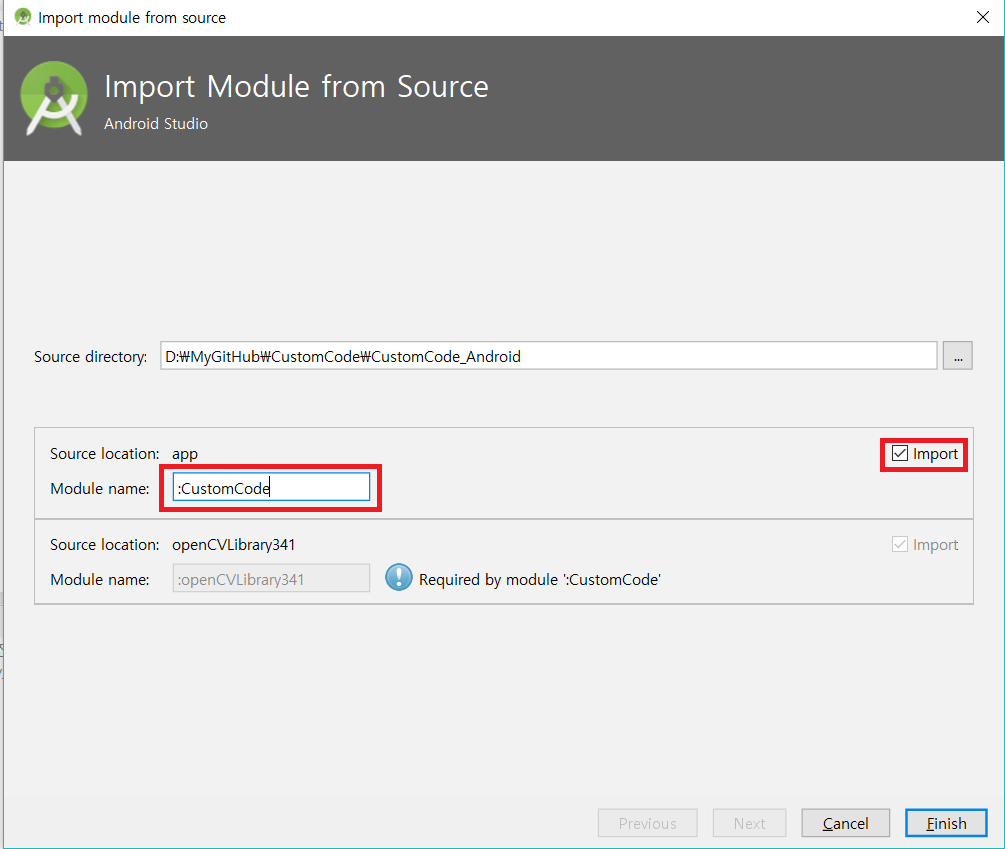 Import module from source
Import Module from Source
Android Studio
Source directory: D:₩MyGitHub₩CustomCode₩CustomCode_Android ...
Source location: app Import
Module name: :CustomCode
Source location: openCVLibrary341 Import
Module name: :openCVLibrary341 Required by module ':CustomCode'
Previous Next Cancel Finish